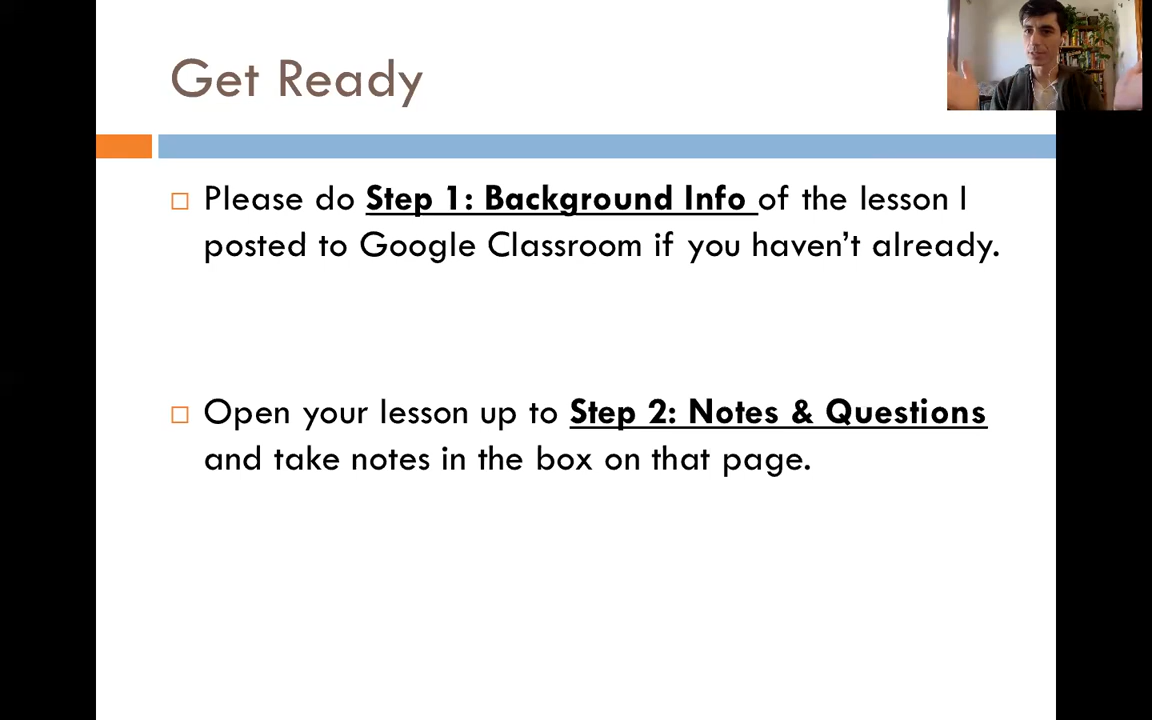 Get Ready
Please do Step 1: Background Info of the lesson I
posted to Google Classroom if you haven’t already.
Open your lesson up to Step 2: Notes & Questions
and take notes in the box on that page.